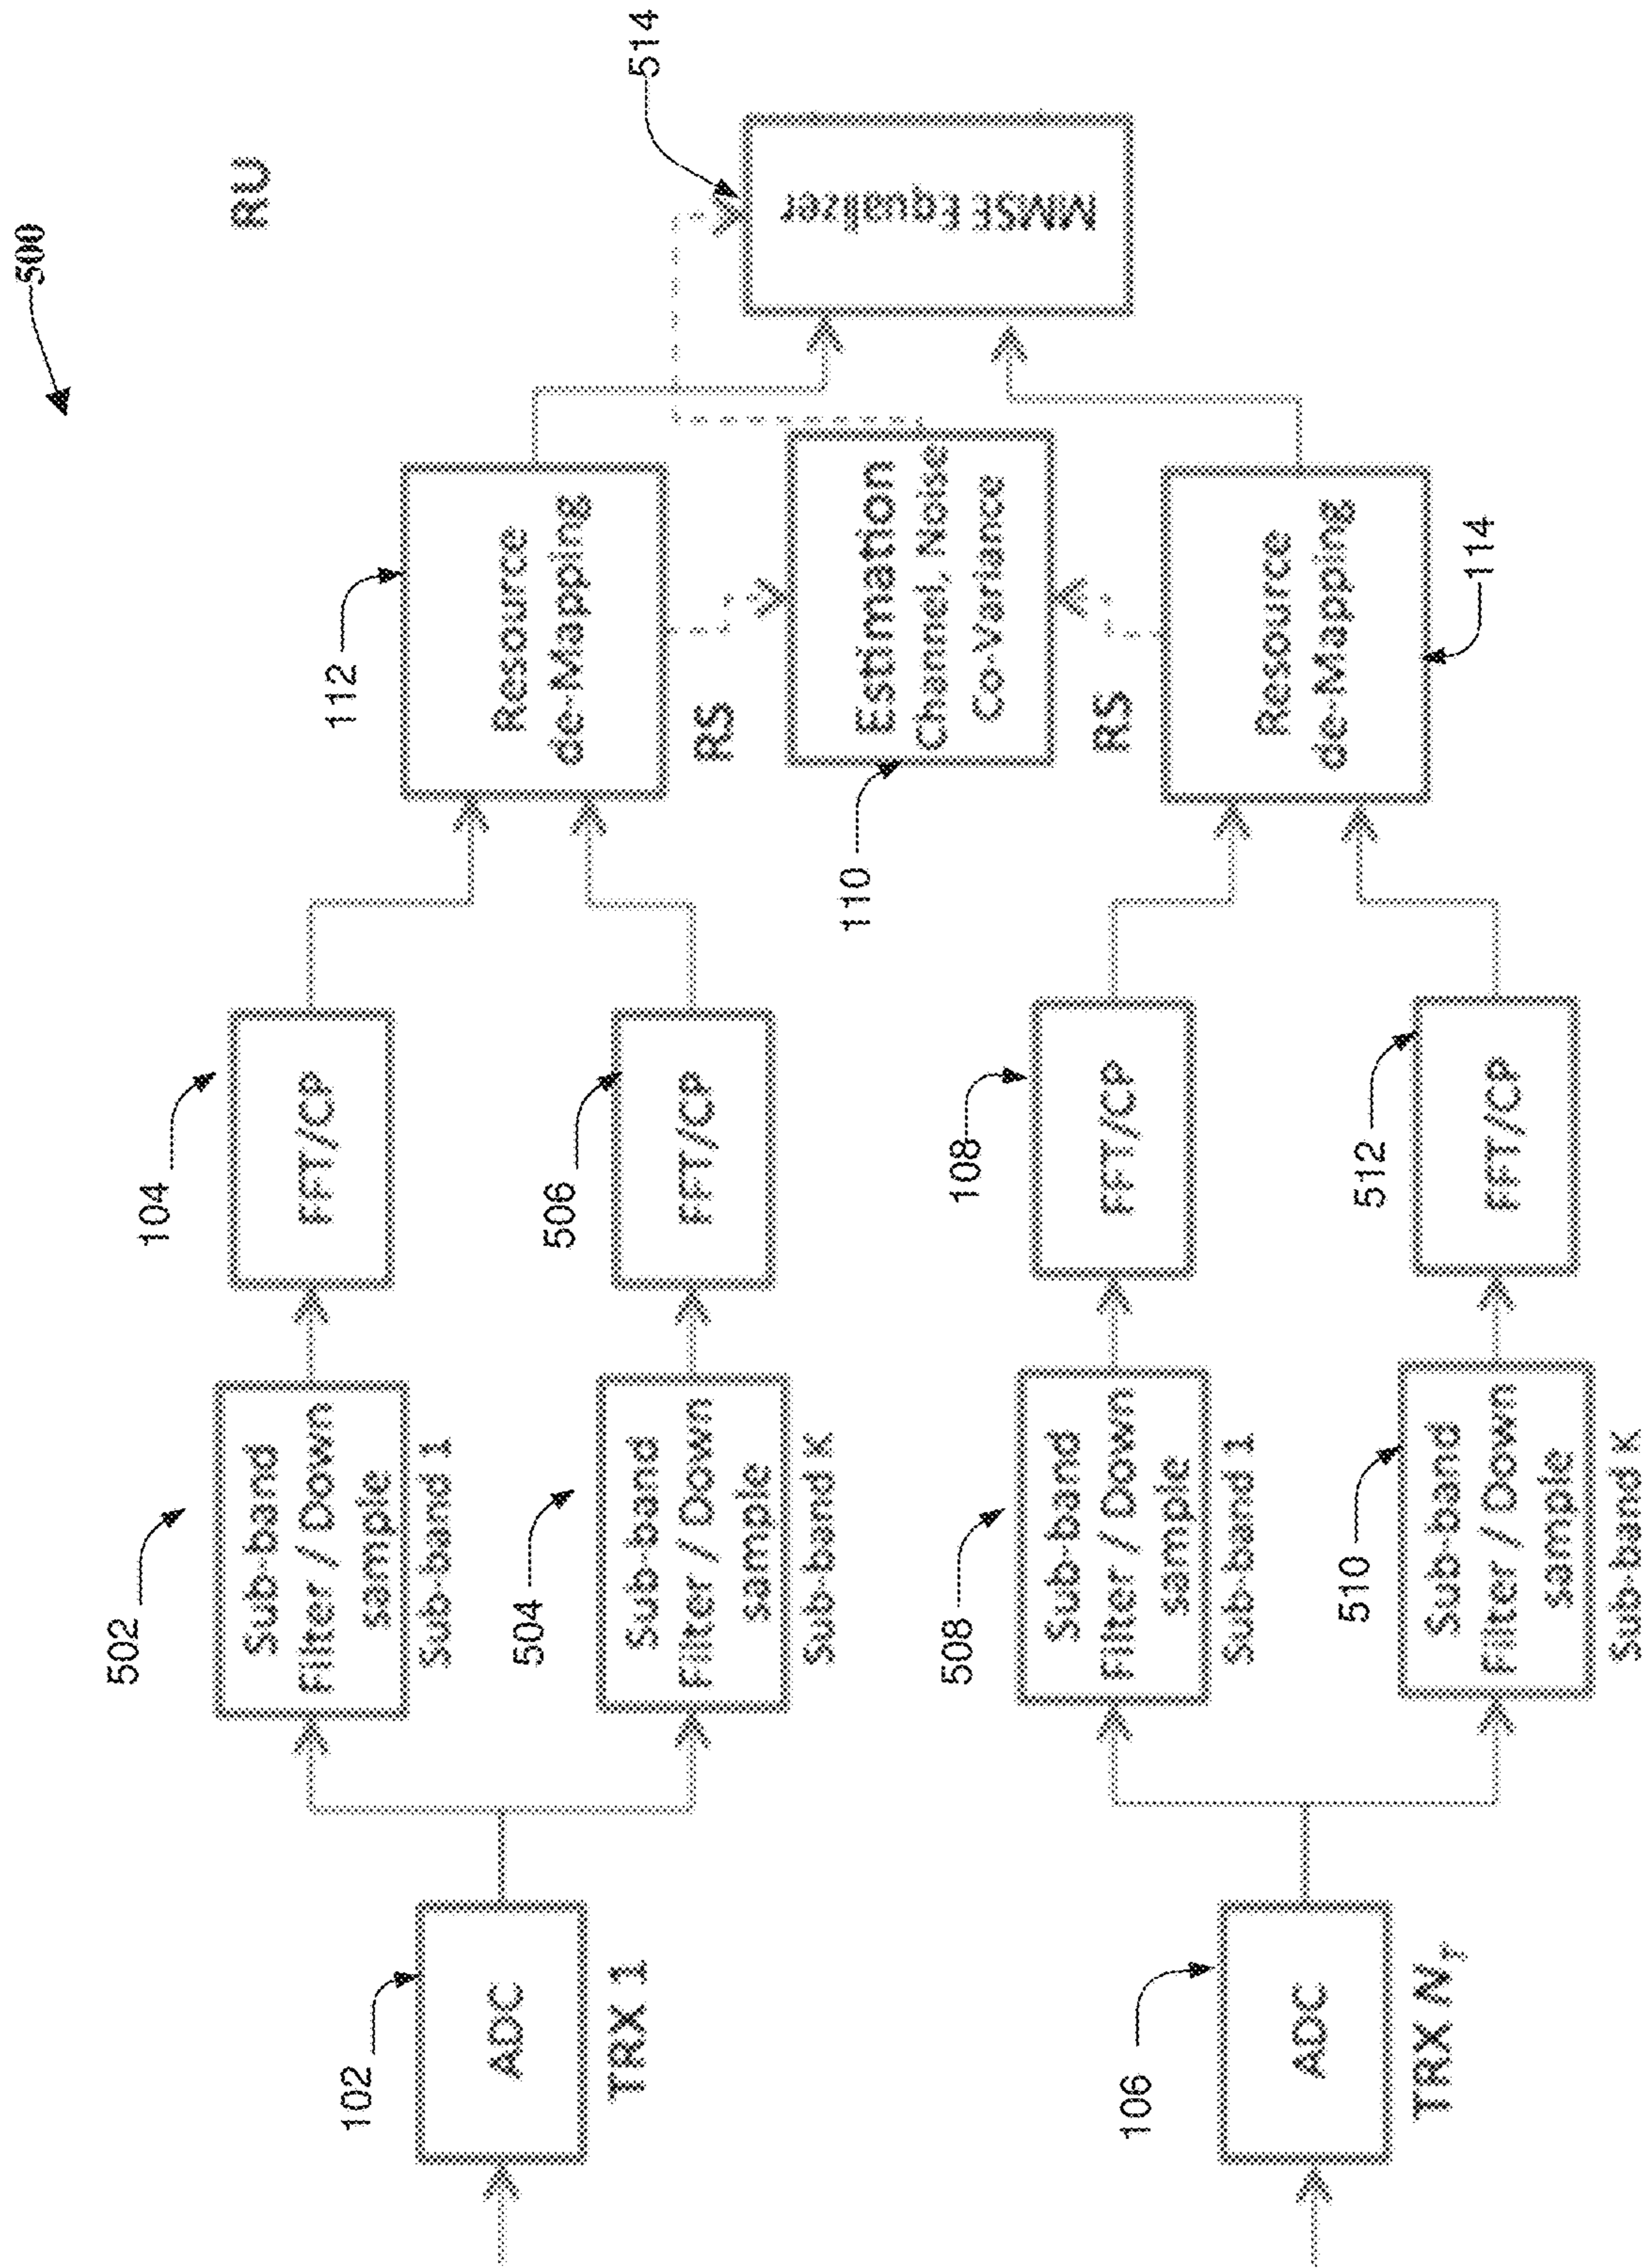 500
RU
102
ADC
TRX 1
502
Sub-band
Filter / Down
sample
Sub-band 1
104
FFT/CP
504
Sub-band
Filter / Down
sample
Sub-band K
506
FFT/CP
112
Resource
de-Mapping
RS
110
Estimation
Channel, Noise
Co-Variance
RS
514
MMSE Equalizer
106
ADC
TRX Nr
508
Sub-band
Filter / Down
sample
Sub-band 1
108
FFT/CP
510
Sub-band
Filter / Down
sample
Sub-band K
512
FFT/CP
Resource
de-Mapping
114